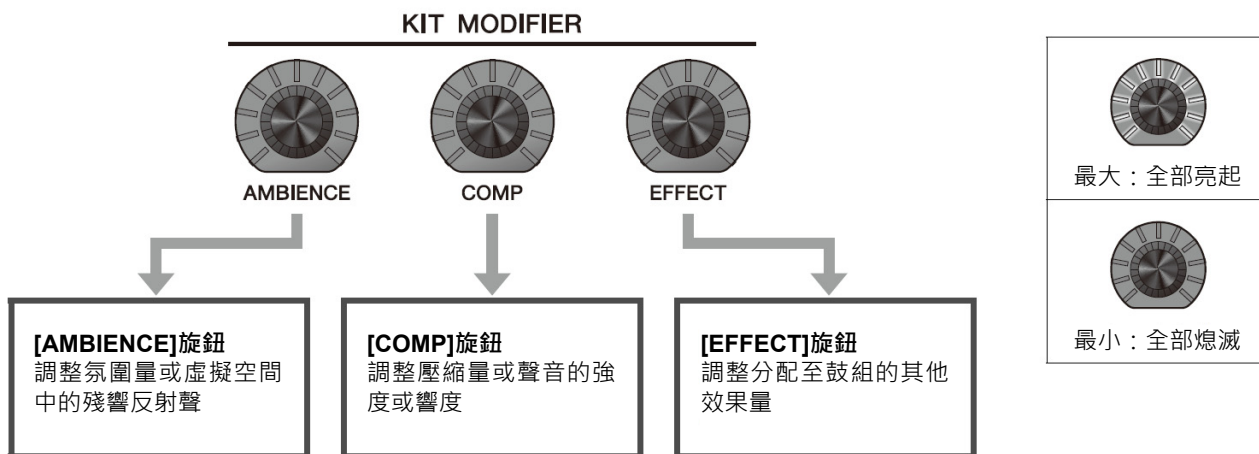 KIT MODIFIER
AMBIENCE
COMP
EFFECT
[AMBIENCE]旋鈕
調整氛圍量或虛擬空間
中的殘響反射聲
[COMP]旋鈕
調整壓縮量或聲音的強
度或響度
[EFFECT]旋鈕
調整分配至鼓組的其他
效果量
最大：全部亮起
最小：全部熄滅